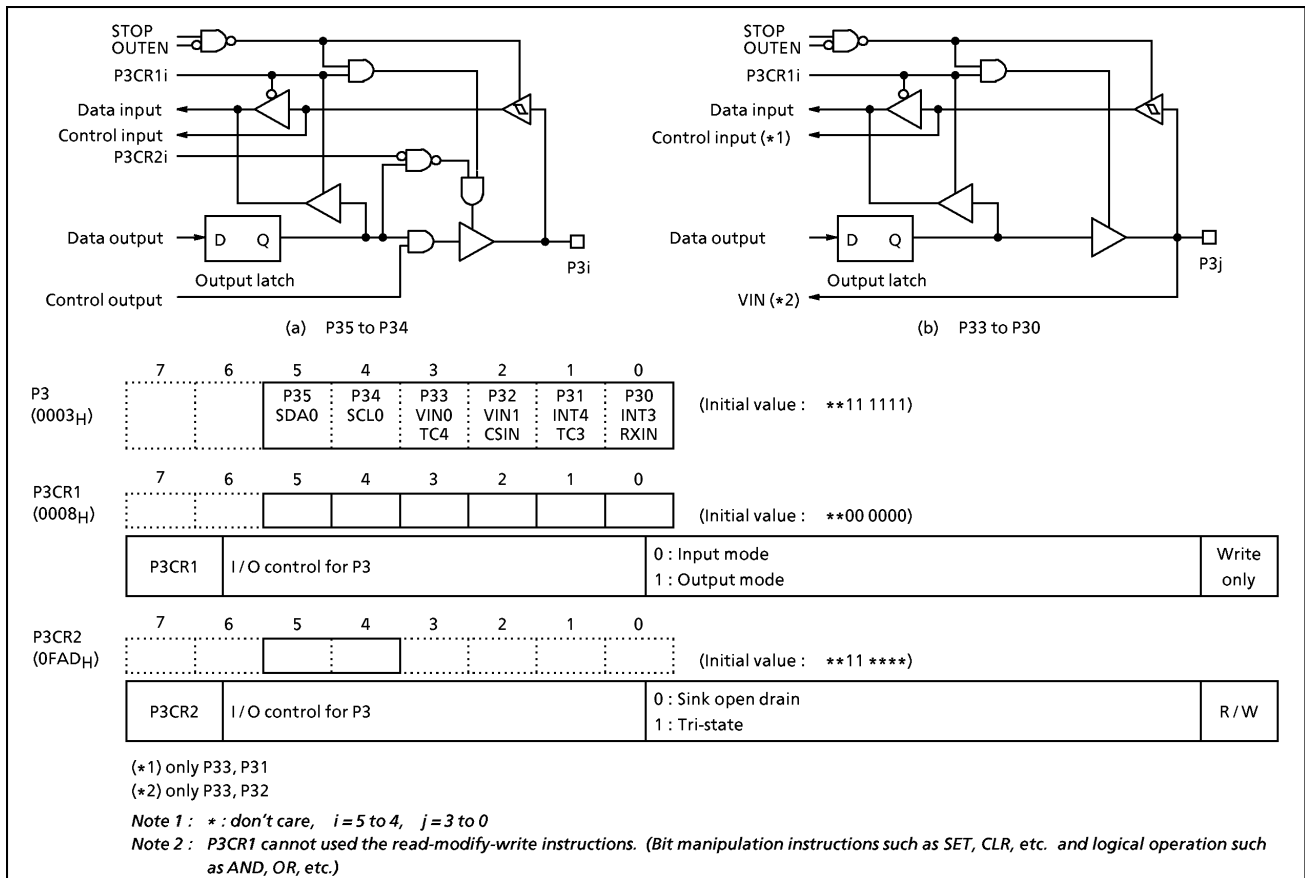 STOP
OUTEN
P3CR1i
Data input
Control input
P3CR2i
Data output
D Q
Output latch
Control output
P3i
(a) P35 to P34
STOP
OUTEN
P3CR1i
Data input
Control input (*1)
Data output
D Q
Output latch
VIN (*2)
P3j
(b) P33 to P30
7 6 5 4 3 2 1 0
P3
(0003H)
P35 P34 P33 P32 P31 P30
SDA0 SCL0 VIN0 VIN1 INT4 INT3
TC4 CSIN TC3 RXIN
(Initial value : **11 1111)
7 6 5 4 3 2 1 0
P3CR1
(0008H)
(Initial value : **00 0000)
P3CR1 I/O control for P3
0 : Input mode
1 : Output mode
Write
only
7 6 5 4 3 2 1 0
P3CR2
(0FADH)
(Initial value : **11 ****)
P3CR2 I/O control for P3
0 : Sink open drain
1 : Tri-state
R/W
(*1) only P33, P31
(*2) only P33, P32
Note 1 : * : don't care, i = 5 to 4, j = 3 to 0
Note 2 : P3CR1 cannot used the read-modify-write instructions. (Bit manipulation instructions such as SET, CLR, etc. and logical operation such
as AND, OR, etc.)